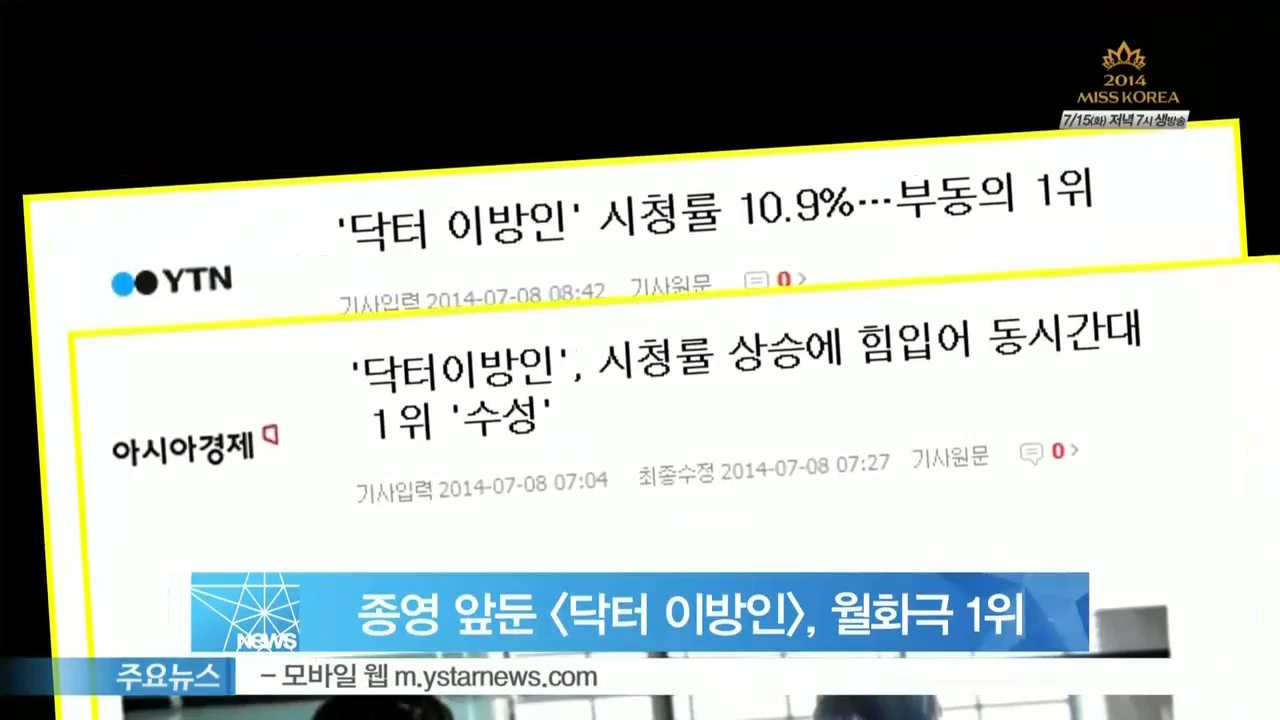 2014
MISS KOREA
7/15(화) 저녁 7시 생방송
'닥터 이방인' 시청률 10.9%…부동의 1위
YTN
기사입력 2014-07-08 08:42 기사원문 0 >
'닥터이방인', 시청률 상승에 힘입어 동시간대
1위 '수성'
아시아경제
기사입력 2014-07-08 07:04 최종수정 2014-07-08 07:27 기사원문 0 >
NEWS
종영 앞둔 <닥터 이방인>, 월화극 1위
주요뉴스
- 모바일 웹 m.ystarnews.com